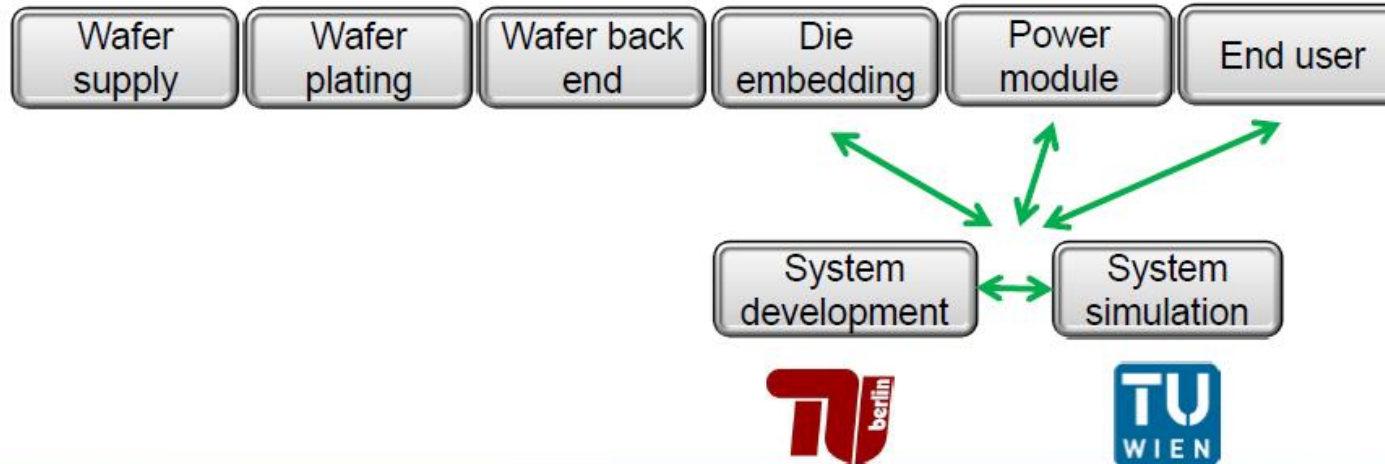 Wafer
supply
Wafer
plating
Wafer back
end
Die
embedding
Power
module
End user
System
development
System
simulation
TU
berlin
TU
WIEN